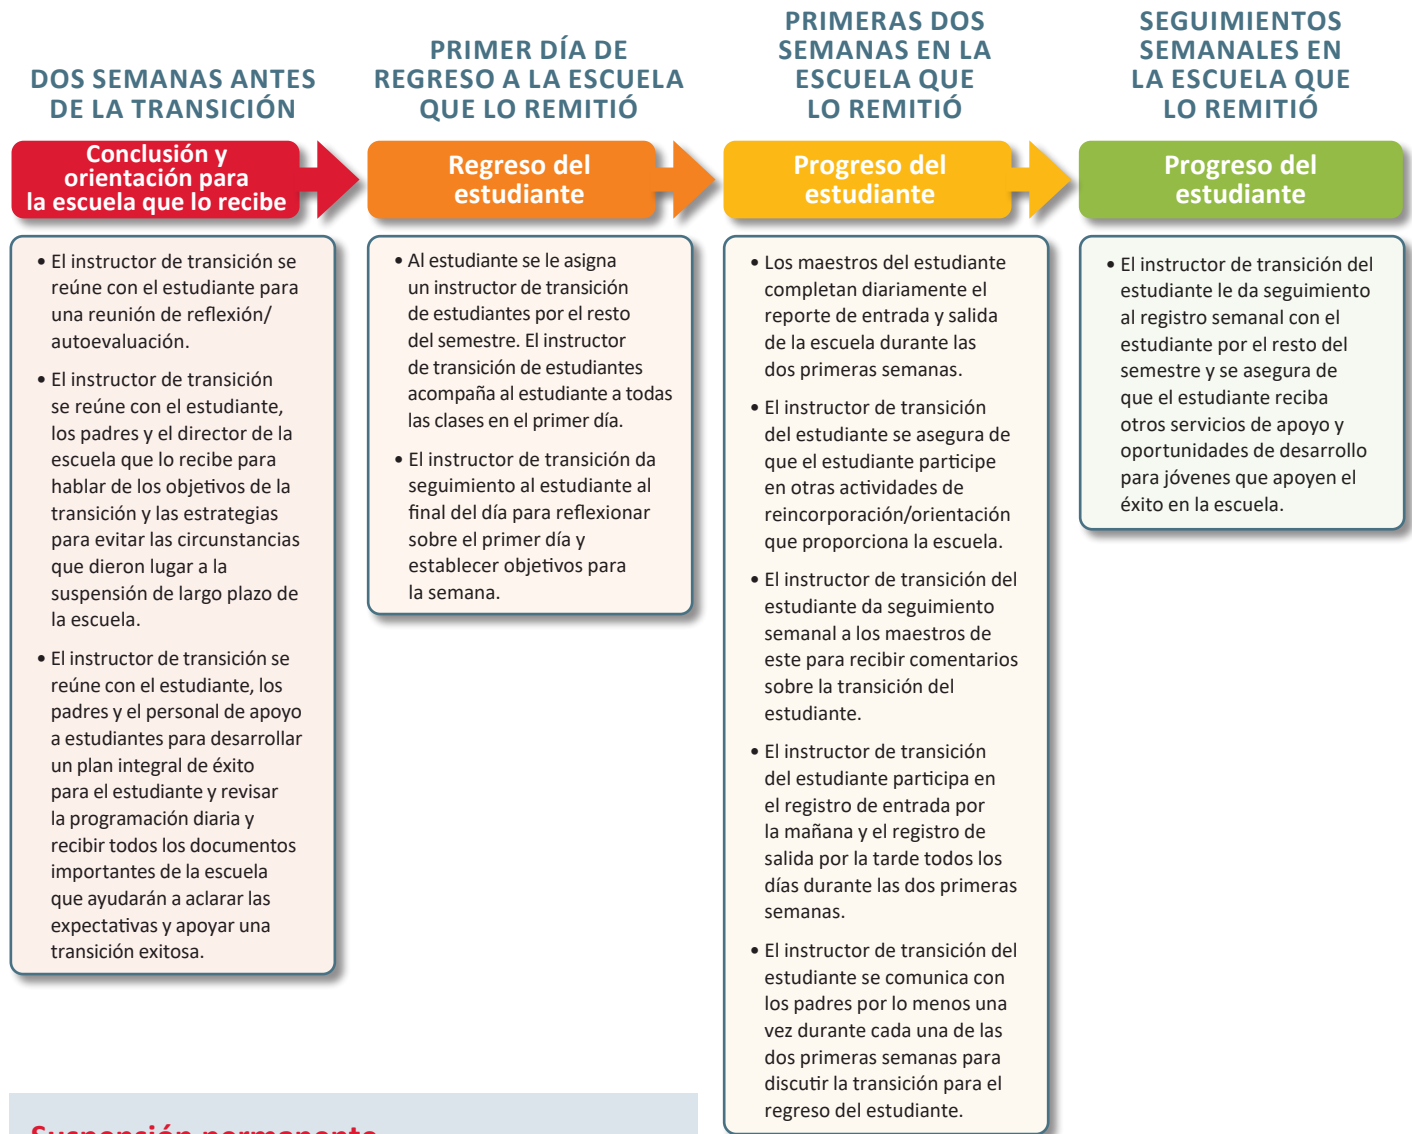 DOS SEMANAS ANTES
DE LA TRANSICIÓN
Conclusión y
orientación para
la escuela que lo recibe
• El instructor de transición se
reúne con el estudiante para
una reunión de reflexión/
autoevaluación.
• El instructor de transición
se reúne con el estudiante,
los padres y el director de la
escuela que lo recibe para
hablar de los objetivos de la
transición y las estrategias
para evitar las circunstancias
que dieron lugar a la
suspensión de largo plazo de
la escuela.
• El instructor de transición se
reúne con el estudiante, los
padres y el personal de apoyo
a estudiantes para desarrollar
un plan integral de éxito
para el estudiante y revisar
la programación diaria y
recibir todos los documentos
importantes de la escuela
que ayudarán a aclarar las
expectativas y apoyar una
transición exitosa.
PRIMER DÍA DE
REGRESO A LA ESCUELA
QUE LO REMITIÓ
Regreso del
estudiante
• Al estudiante se le asigna
un instructor de transición
de estudiantes por el resto
del semestre. El instructor
de transición de estudiantes
acompaña al estudiante a todas
las clases en el primer día.
• El instructor de transición da
seguimiento al estudiante al
final del día para reflexionar
sobre el primer día y
establecer objetivos para
la semana.
PRIMERAS DOS
SEMANAS EN LA
ESCUELA QUE
LO REMITIÓ
Progreso del
estudiante
• Los maestros del estudiante
completan diariamente el
reporte de entrada y salida
de la escuela durante las
dos primeras semanas.
• El instructor de transición
del estudiante se asegura de
que el estudiante participe
en otras actividades de
reincorporación/orientación
que proporciona la escuela.
• El instructor de transición del
estudiante da seguimiento
semanal a los maestros de
este para recibir comentarios
sobre la transición del
estudiante.
• El instructor de transición
del estudiante participa en
el registro de entrada por
la mañana y el registro de
salida por la tarde todos los
días durante las dos primeras
semanas.
• El instructor de transición del
estudiante se comunica con
los padres por lo menos una
vez durante cada una de las
dos primeras semanas para
discutir la transición para el
regreso del estudiante.
SEGUIMIENTOS
SEMANALES EN
LA ESCUELA QUE
LO REMITIÓ
Progreso del
estudiante
• El instructor de transición del
estudiante le da seguimiento
al registro semanal con el
estudiante por el resto del
semestre y se asegura de
que el estudiante reciba
otros servicios de apoyo y
oportunidades de desarrollo
para jóvenes que apoyen el
éxito en la escuela.
Suspensión permanente